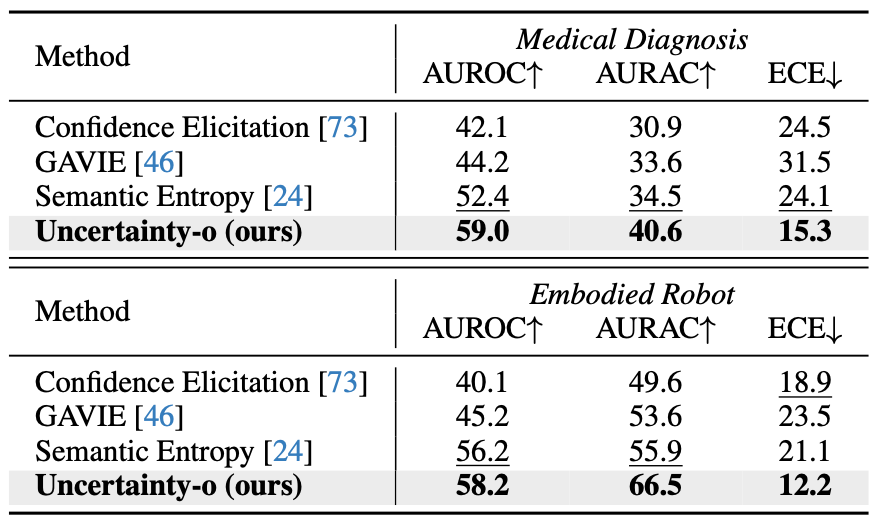 Method Medical Diagnosis
AUROC↑ AURAC↑ ECE↓
Confidence Elicitation [73] 42.1 30.9 24.5
GAVIE [46] 44.2 33.6 31.5
Semantic Entropy [24] 52.4 34.5 24.1
Uncertainty-o (ours) 59.0 40.6 15.3
Method Embodied Robot
AUROC↑ AURAC↑ ECE↓
Confidence Elicitation [73] 40.1 49.6 18.9
GAVIE [46] 45.2 53.6 23.5
Semantic Entropy [24] 56.2 55.9 21.1
Uncertainty-o (ours) 58.2 66.5 12.2